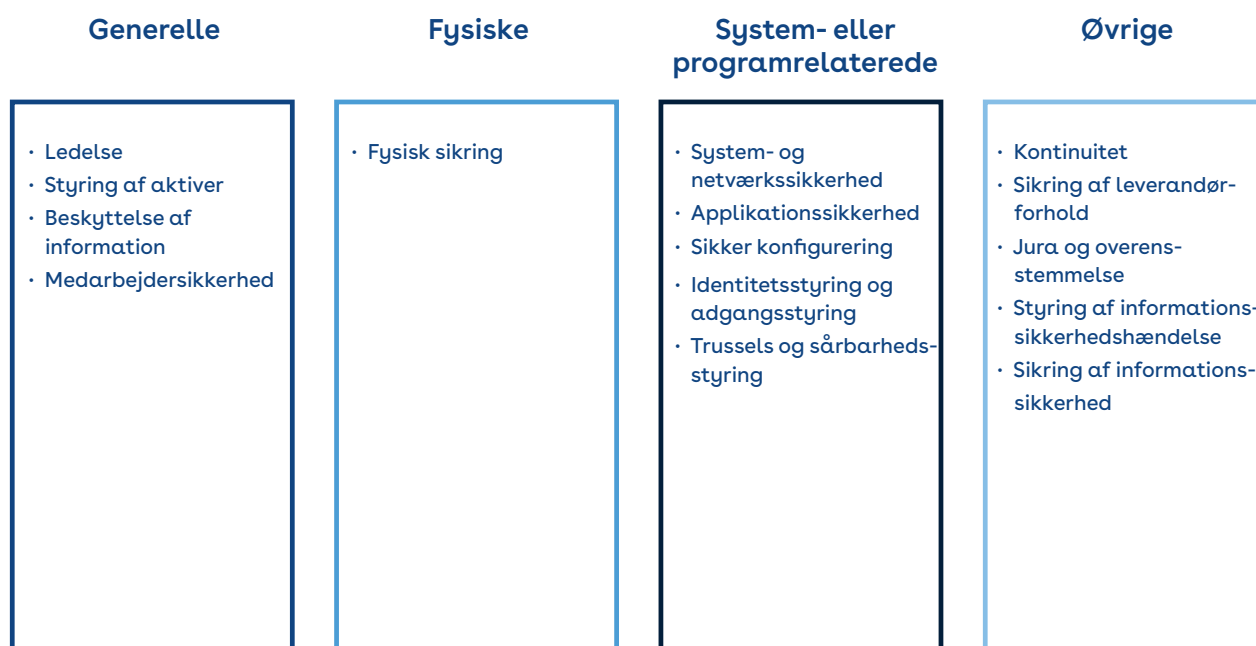 Generelle
· Ledelse
· Styring af aktiver
· Beskyttelse af
information
· Medarbejdersikkerhed
Fysiske
· Fysisk sikring
System- eller
programrelaterede
· System- og
netværkssikkerhed
· Applikationssikkerhed
· Sikker konfigurering
· Identitetsstyring og
adgangsstyring
· Trussels og sårbarheds-
styring
Øvrige
· Kontinuitet
· Sikring af leverandør-
forhold
· Jura og overens-
stemmelse
· Styring af informations-
sikkerhedshændelse
· Sikring af informations-
sikkerhed